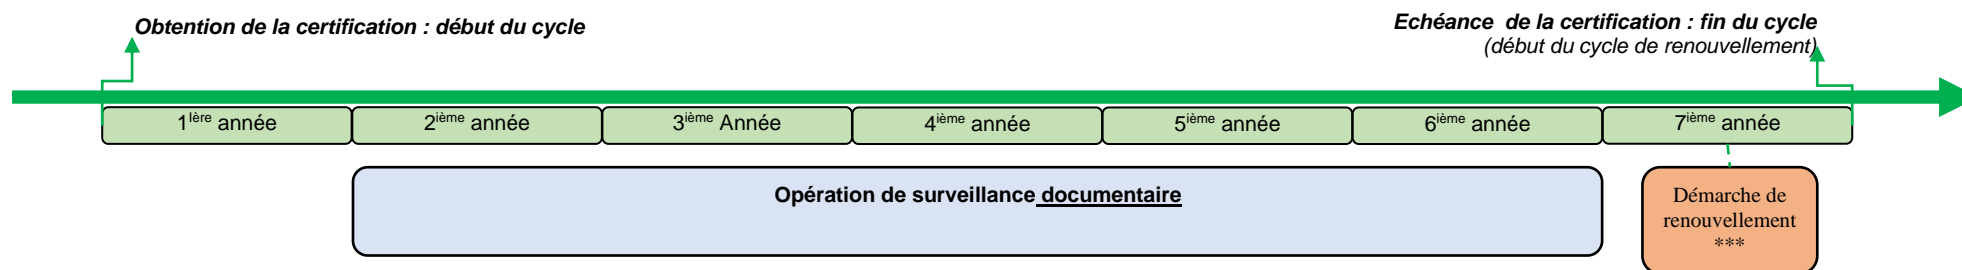 Obtention de la certification : début du cycle
Echéance de la certification : fin du cycle
(début du cycle de renouvellement)
1lère année
2ième année
3ième Année
4ième année
5ième année
6ième année
7ième année
Opération de surveillance documentaire
Démarche de
renouvellement
***